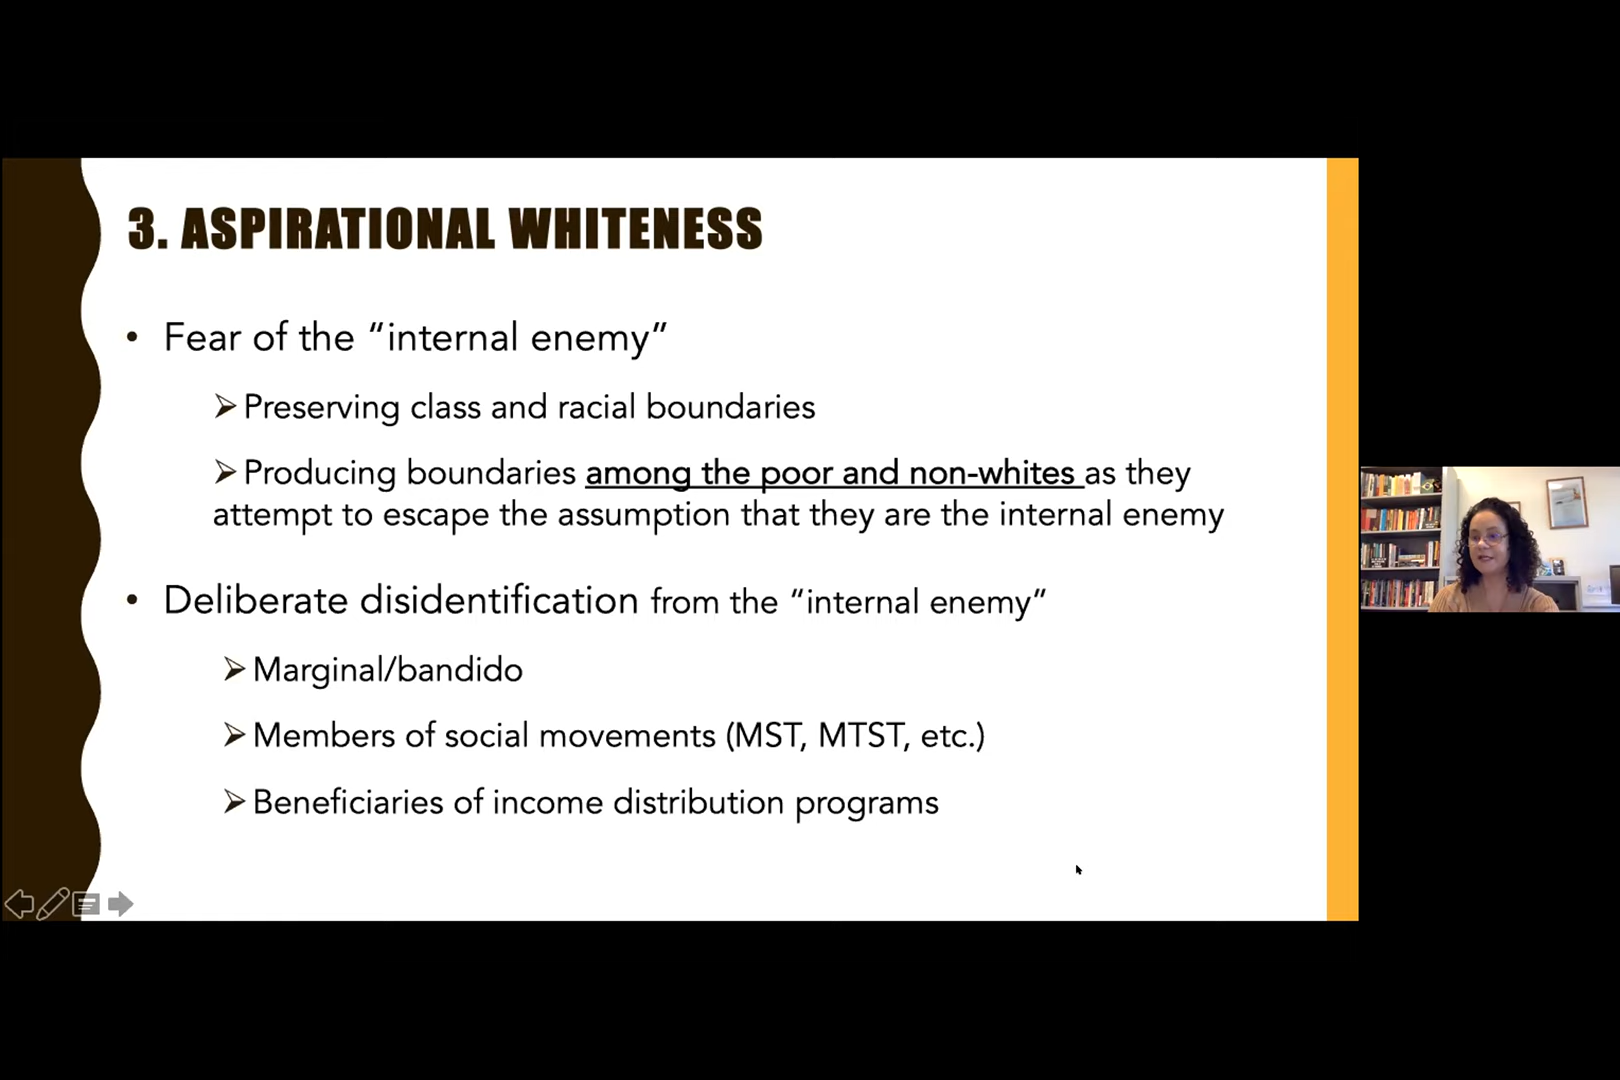 3. ASPIRATIONAL WHITENESS
• Fear of the “internal enemy”
➢ Preserving class and racial boundaries
➢ Producing boundaries among the poor and non-whites as they
attempt to escape the assumption that they are the internal enemy
• Deliberate disidentification from the “internal enemy”
➢ Marginal/bandido
➢ Members of social movements (MST, MTST, etc.)
➢ Beneficiaries of income distribution programs